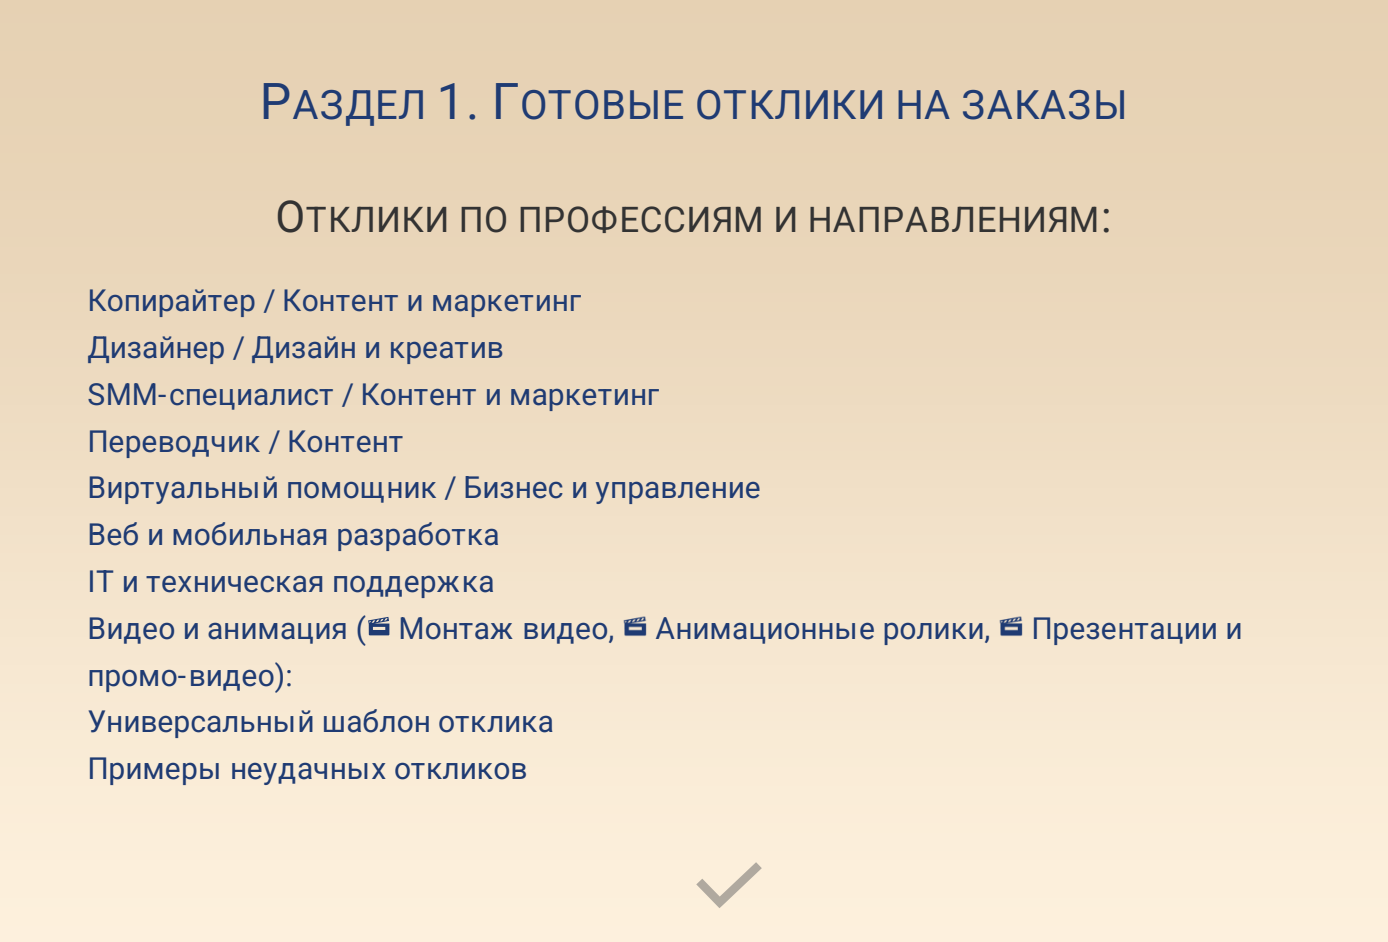 Раздел 1. Готовые отклики на заказы
Отклики по профессиям и направлениям:
Копирайтер / Контент и маркетинг
Дизайнер / Дизайн и креатив
SMM-специалист / Контент и маркетинг
Переводчик / Контент
Виртуальный помощник / Бизнес и управление
Веб и мобильная разработка
IT и техническая поддержка
Видео и анимация (🎬 Монтаж видео, 🎬 Анимационные ролики, 🎬 Презентации и
промо-видео):
Универсальный шаблон отклика
Примеры неудачных откликов